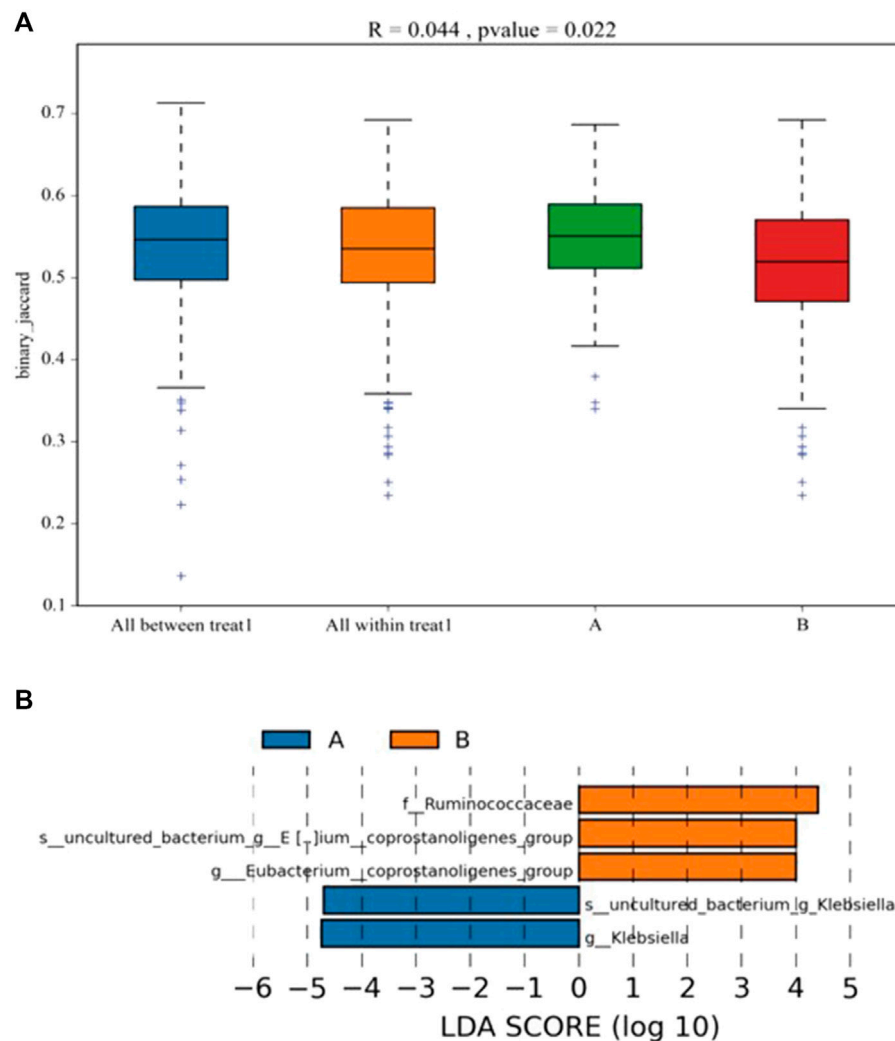 A
R = 0.044 , pvalue = 0.022
0.7
0.6
0.5
0.4
0.3
0.2
0.1
binary_jaccard
All between treat1
All within treat1
A
B
B
A
B
f__Ruminococcaceae
s__uncultured_bacterium_g__E [_]ium__coprostanoligenes_group
g___Eubacterium__coprostanoligenes_group
s__uncultured_bacterium_g_Klebsiella
g__Klebsiella
−6 −5 −4 −3 −2 −1 0 1 2 3 4 5
LDA SCORE (log 10)